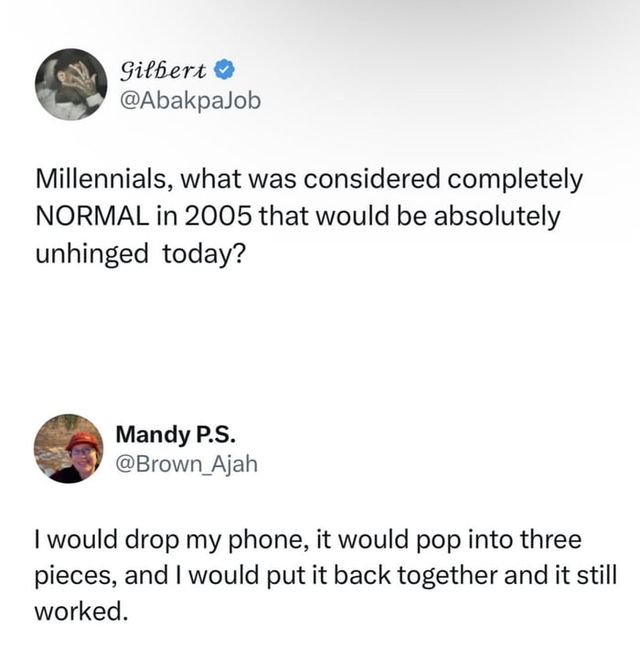 Gilbert
@AbakpaJob
Millennials, what was considered completely
NORMAL in 2005 that would be absolutely
unhinged today?
Mandy P.S.
@Brown_Ajah
I would drop my phone, it would pop into three
pieces, and I would put it back together and it still
worked.